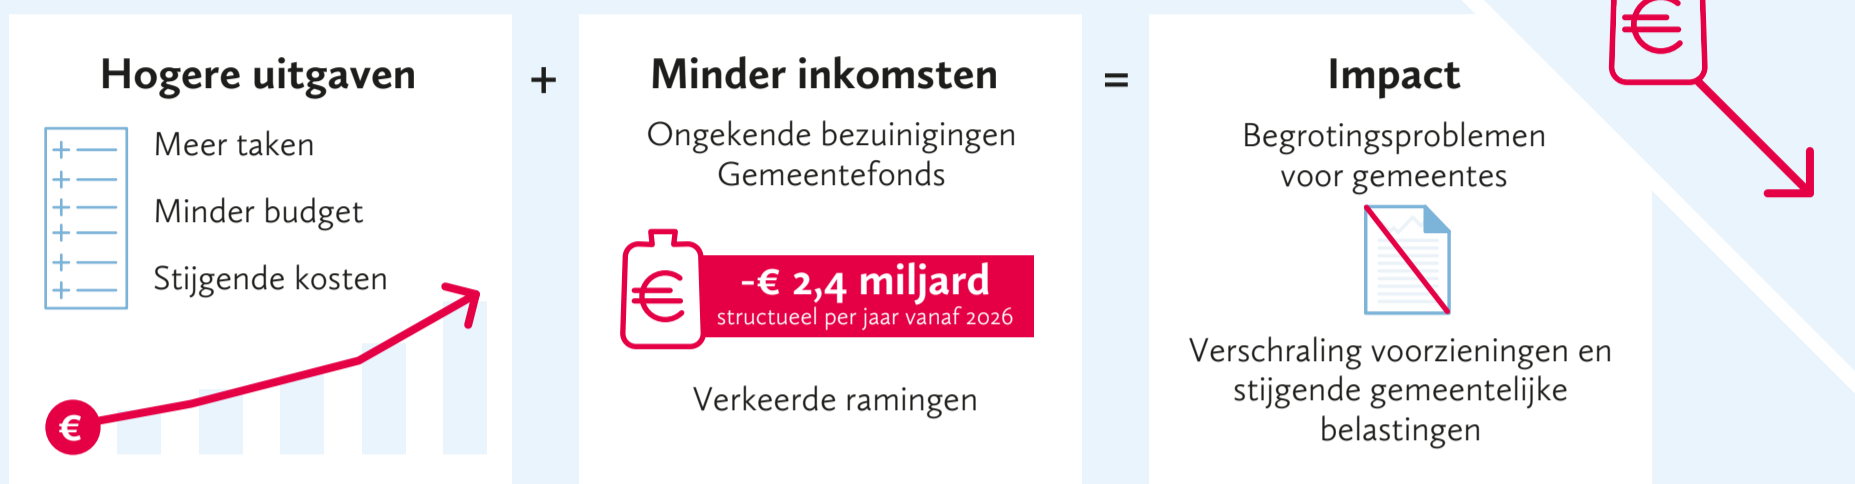 Hogere uitgaven
Meer taken
Minder budget
Stijgende kosten
€
+
Minder inkomsten
Ongekende bezuinigingen
Gemeentefonds
€
-€ 2,4 miljard
structueel per jaar vanaf 2026
Verkeerde ramingen
=
Impact
Begrotingsproblemen
voor gemeentes
Verschraling voorzieningen en
stijgende gemeentelijke
belastingen
€